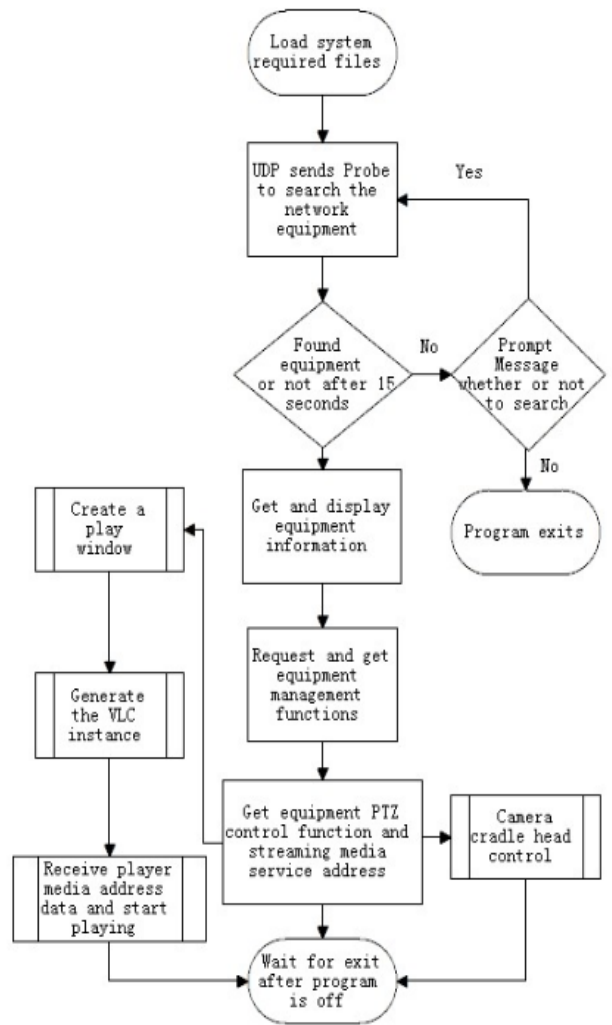 Load system
required files
UDP sends Probe
to search the
network
equipment
Yes
Found
equipment
or not after 15
seconds
No
Prompt
Message
whether or not
to search
No
Program exits
Get and display
equipment
information
Create a
play
window
Request and get
equipment
management
functions
Generate
the VLC
instance
Get equipment PTZ
control function and
streaming media
service address
Camera
cradle head
control
Receive player
media address
data and start
playing
Wait for exit
after program
is off